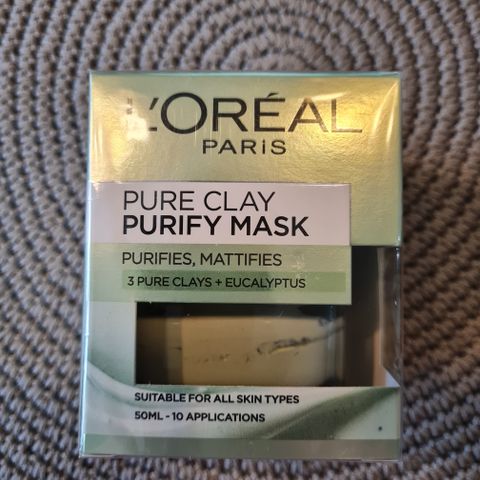 L'ORÉAL
PARIS
PURE CLAY
PURIFY MASK
PURIFIES, MATTIFIES
3 PURE CLAYS + EUCALYPTUS
SUITABLE FOR ALL SKIN TYPES
50ML - 10 APPLICATIONS